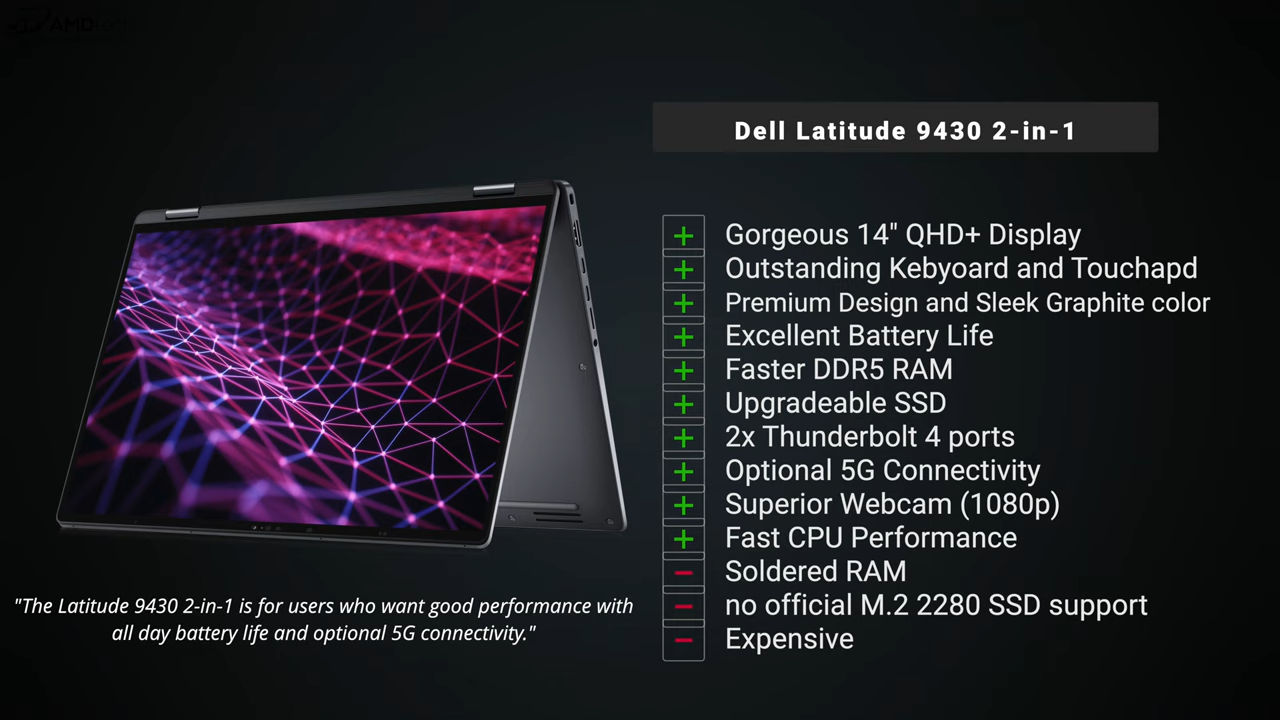 Dell Latitude 9430 2-in-1
Gorgeous 14" QHD+ Display
Outstanding Kebyoard and Touchapd
Premium Design and Sleek Graphite color
Excellent Battery Life
Faster DDR5 RAM
Upgradeable SSD
2x Thunderbolt 4 ports
Optional 5G Connectivity
Superior Webcam (1080p)
Fast CPU Performance
Soldered RAM
no official M.2 2280 SSD support
Expensive
"The Latitude 9430 2-in-1 is for users who want good performance with
all day battery life and optional 5G connectivity."